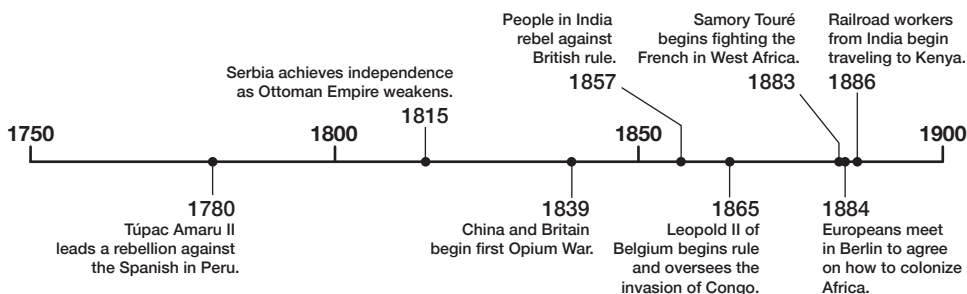 People in India
rebel against
British rule.
1857
Samory Touré
begins fighting the
French in West Africa.
1883
Railroad workers
from India begin
traveling to Kenya.
1886
Serbia achieves independence
as Ottoman Empire weakens.
1815
1750
1800
1850
1900
1780
Túpac Amaru II
leads a rebellion against
the Spanish in Peru.
1839
China and Britain
begin first Opium War.
1865
Leopold II of
Belgium begins rule
and oversees the
invasion of Congo.
1884
Europeans meet
in Berlin to agree
on how to colonize
Africa.